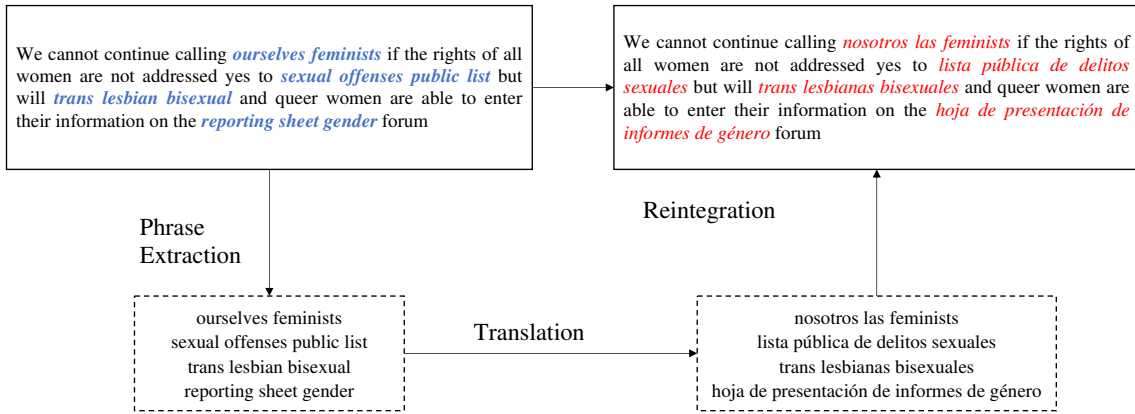 We cannot continue calling ourselves feminists if the rights of all
women are not addressed yes to sexual offenses public list but
will trans lesbian bisexual and queer women are able to enter
their information on the reporting sheet gender forum
We cannot continue calling nosotros las feminists if the rights of
all women are not addressed yes to lista pública de delitos
sexuales but will trans lesbianas bisexuales and queer women are
able to enter their information on the hoja de presentación de
informes de género forum
Phrase
Extraction
Reintegration
ourselves feminists
sexual offenses public list
trans lesbian bisexual
reporting sheet gender
Translation
nosotros las feminists
lista pública de delitos sexuales
trans lesbianas bisexuales
hoja de presentación de informes de género